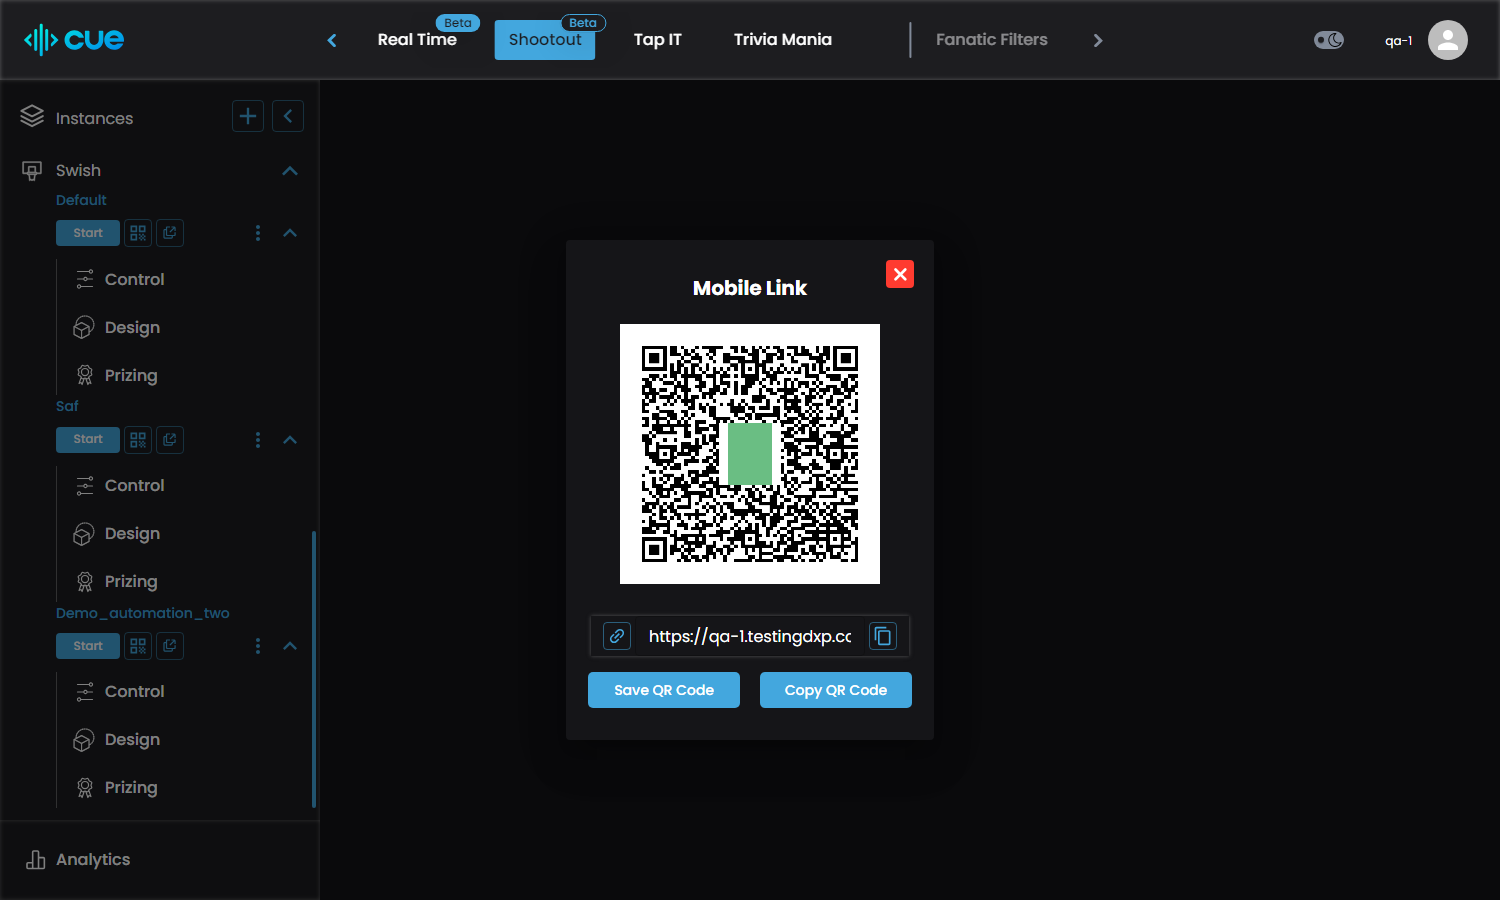 cue
Real Time
Beta
Shootout
Beta
Tap IT
Trivia Mania
Fanatic Filters
qa-1
Instances
Swish
Default
Start
Control
Design
Prizing
Saf
Start
Control
Design
Prizing
Demo_automation_two
Start
Control
Design
Prizing
Analytics
Mobile Link
https://qa-1.testingdxp.cc
Save QR Code
Copy QR Code